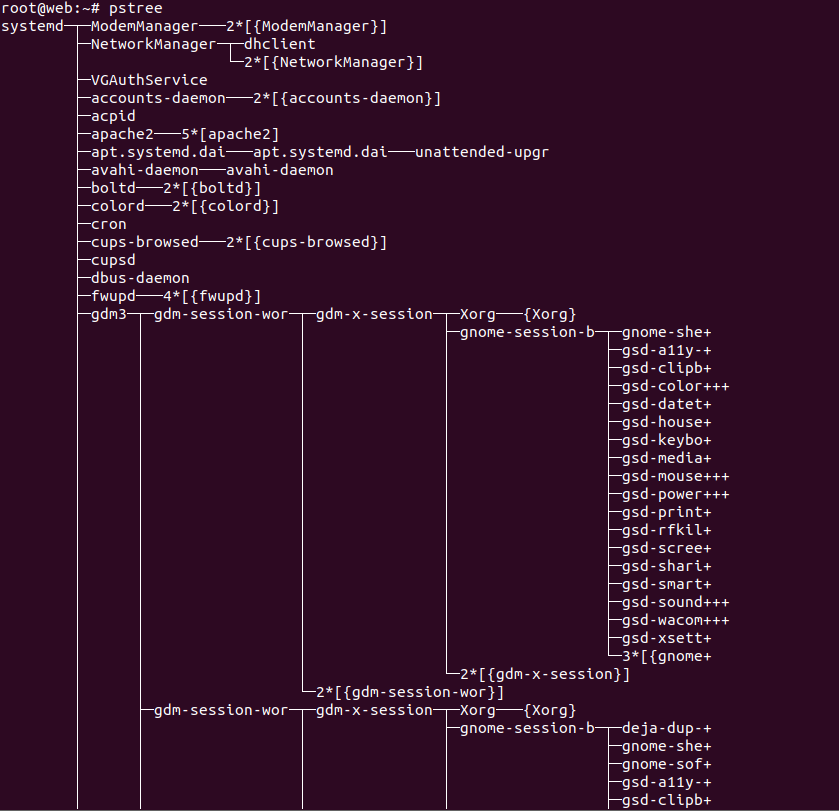 root@web:~# pstree
systemd─┬─ModemManager───2*[{ModemManager}]
        ├─NetworkManager─┬─dhclient
        │                └─2*[{NetworkManager}]
        ├─VGAuthService
        ├─accounts-daemon───2*[{accounts-daemon}]
        ├─acpid
        ├─apache2───5*[apache2]
        ├─apt.systemd.dai───apt.systemd.dai───unattended-upgr
        ├─avahi-daemon───avahi-daemon
        ├─boltd───2*[{boltd}]
        ├─colord───2*[{colord}]
        ├─cron
        ├─cups-browsed───2*[{cups-browsed}]
        ├─cupsd
        ├─dbus-daemon
        ├─fwupd───4*[{fwupd}]
        ├─gdm3─┬─gdm-session-wor─┬─gdm-x-session─┬─Xorg───{Xorg}
        │      │                 │               ├─gnome-session-b─┬─gnome-she+
        │      │                 │               │                 ├─gsd-a11y-+
        │      │                 │               │                 ├─gsd-clipb+
        │      │                 │               │                 ├─gsd-color+++
        │      │                 │               │                 ├─gsd-datet+
        │      │                 │               │                 ├─gsd-house+
        │      │                 │               │                 ├─gsd-keybo+
        │      │                 │               │                 ├─gsd-media+
        │      │                 │               │                 ├─gsd-mouse+++
        │      │                 │               │                 ├─gsd-power+++
        │      │                 │               │                 ├─gsd-print+
        │      │                 │               │                 ├─gsd-rfkil+
        │      │                 │               │                 ├─gsd-scree+
        │      │                 │               │                 ├─gsd-shari+
        │      │                 │               │                 ├─gsd-smart+
        │      │                 │               │                 ├─gsd-sound+++
        │      │                 │               │                 ├─gsd-wacom+++
        │      │                 │               │                 ├─gsd-xsett+
        │      │                 │               │                 └─3*[{gnome+
        │      │                 │               └─2*[{gdm-x-session}]
        │      │                 └─2*[{gdm-session-wor}]
        │      ├─gdm-session-wor─┬─gdm-x-session─┬─Xorg───{Xorg}
        │      │                 │               ├─gnome-session-b─┬─deja-dup-+
        │      │                 │               │                 ├─gnome-she+
        │      │                 │               │                 ├─gnome-sof+
        │      │                 │               │                 ├─gsd-a11y-+
        │      │                 │               │                 ├─gsd-clipb+